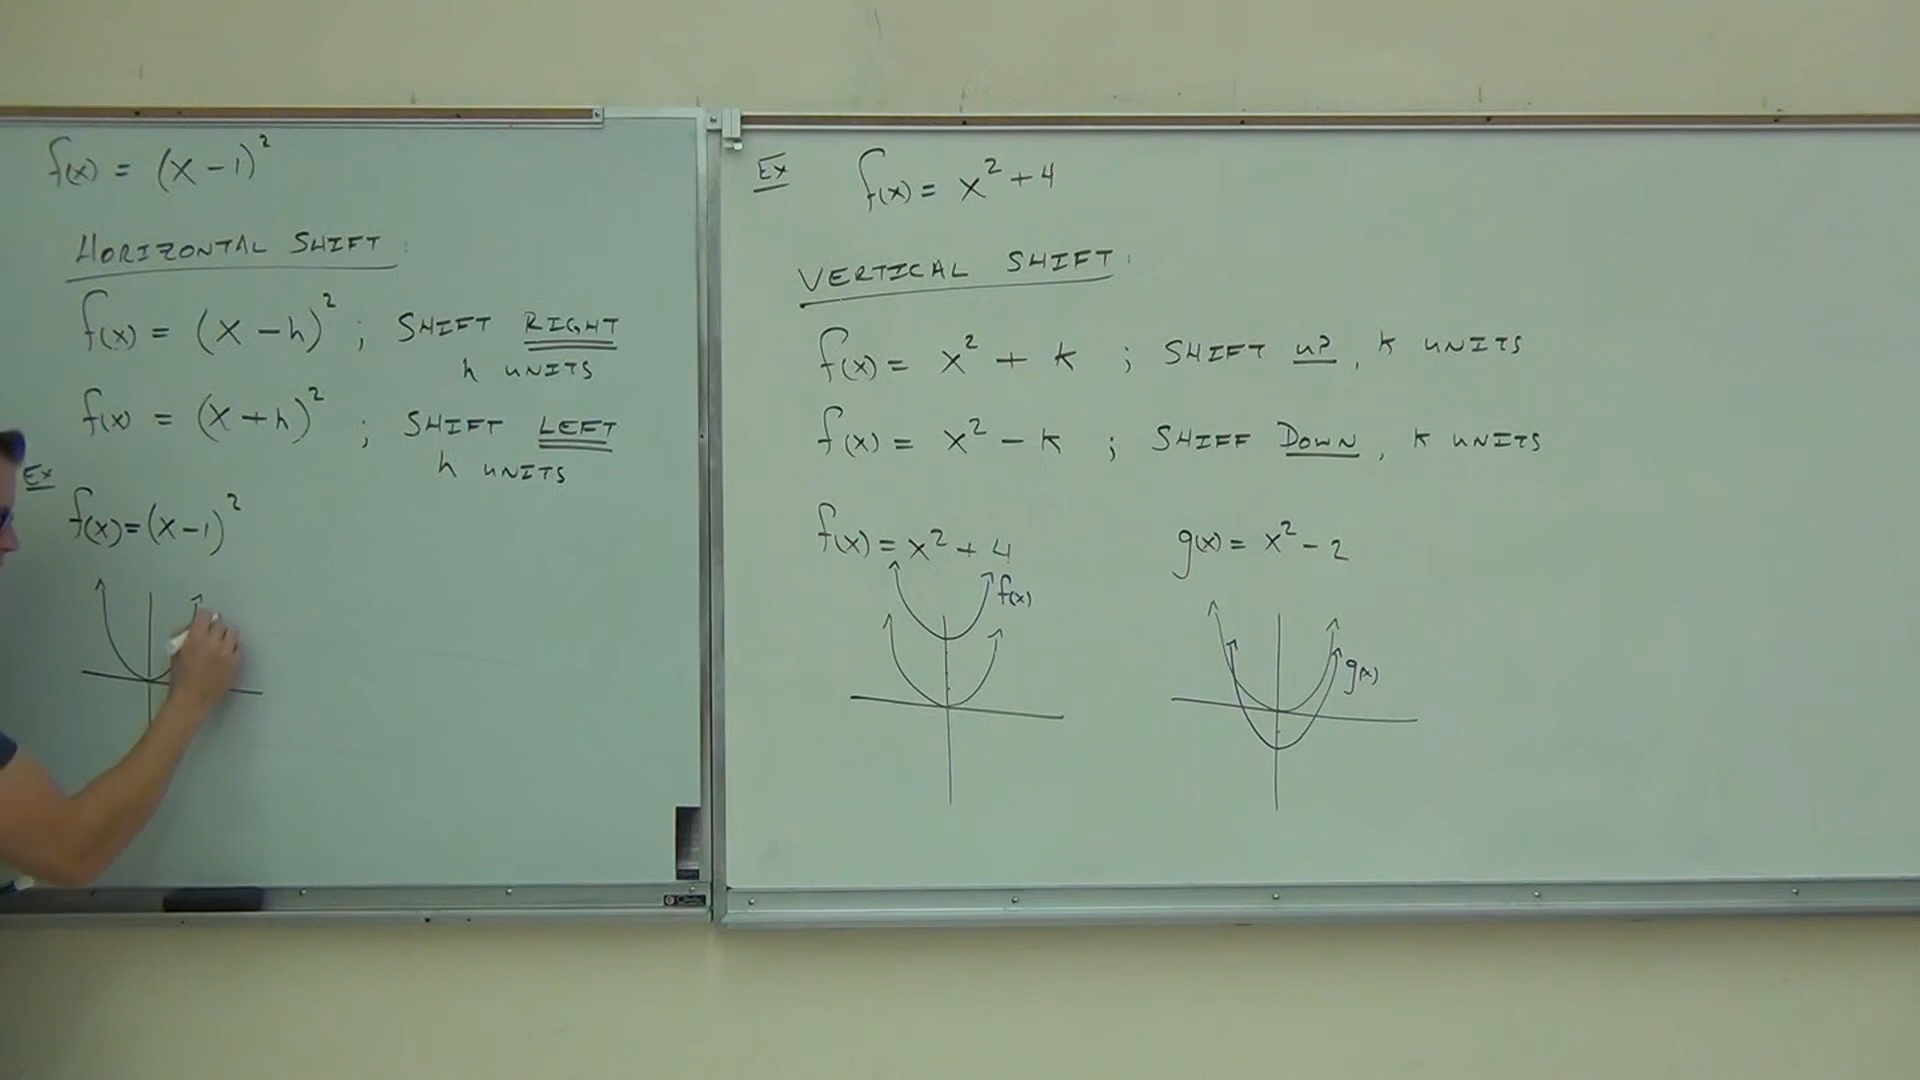 f(x) = (x-1)²
HORIZONTAL SHIFT:
f(x) = (x-h)² ; SHIFT RIGHT
h UNITS
f(x) = (x+h)² ; SHIFT LEFT
h UNITS
Ex
f(x)=(x-1)²
Ex f(x) = x²+4
VERTICAL SHIFT:
f(x) = x² + k ; SHIFT UP, k UNITS
f(x) = x² - k ; SHIFF DOWN, k UNITS
f(x) = x² + 4
f(x)
g(x) = x² - 2
g(x)